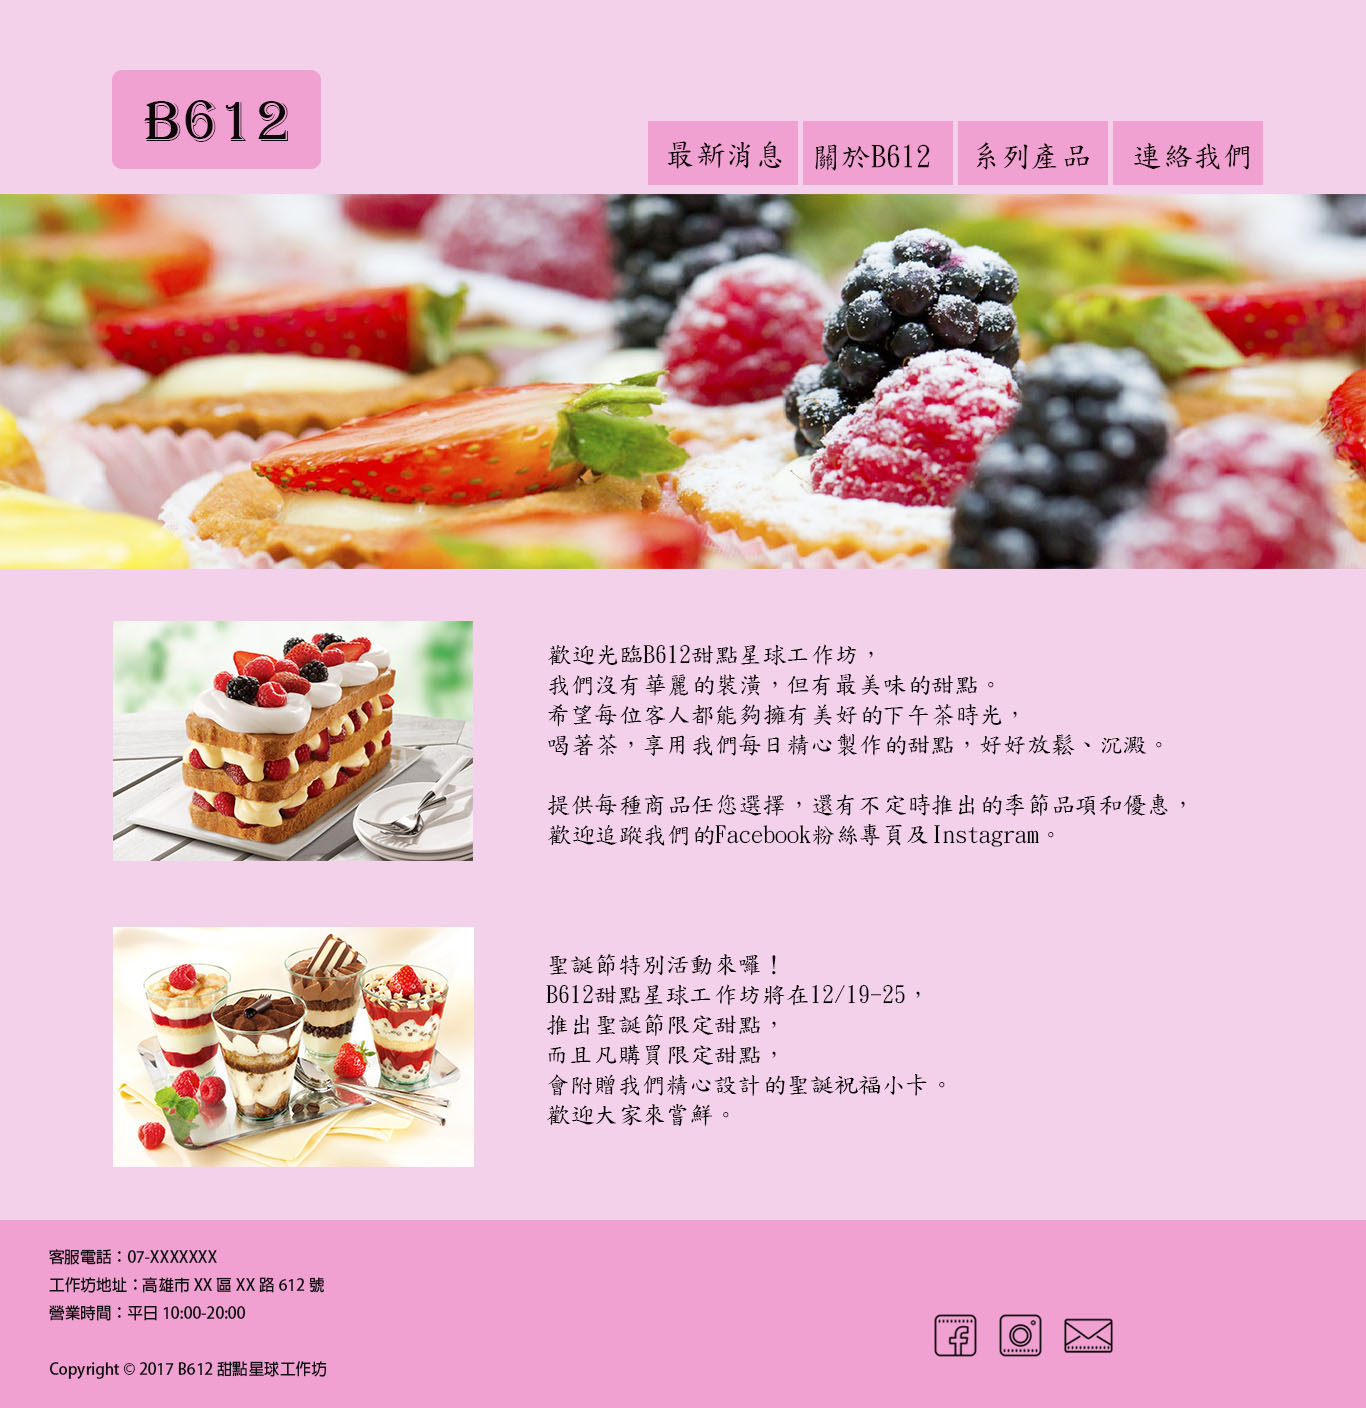 B612
最新消息
關於B612
系列產品
連絡我們
歡迎光臨B612甜點星球工作坊，
我們沒有華麗的裝潢，但有最美味的甜點。
希望每位客人都能夠擁有美好的下午茶時光，
喝著茶，享用我們每日精心製作的甜點，好好放鬆、沉澱。
提供每種商品任您選擇，還有不定時推出的季節品項和優惠，
歡迎追蹤我們的Facebook粉絲專頁及Instagram。
聖誕節特別活動來囉！
B612甜點星球工作坊將在12/19-25，
推出聖誕節限定甜點，
而且凡購買限定甜點，
會附贈我們精心設計的聖誕祝福小卡。
歡迎大家來嘗鮮。
客服電話：07-XXXXXXX
工作坊地址：高雄市 XX 區 XX 路 612 號
營業時間：平日 10:00-20:00
Copyright © 2017 B612 甜點星球工作坊